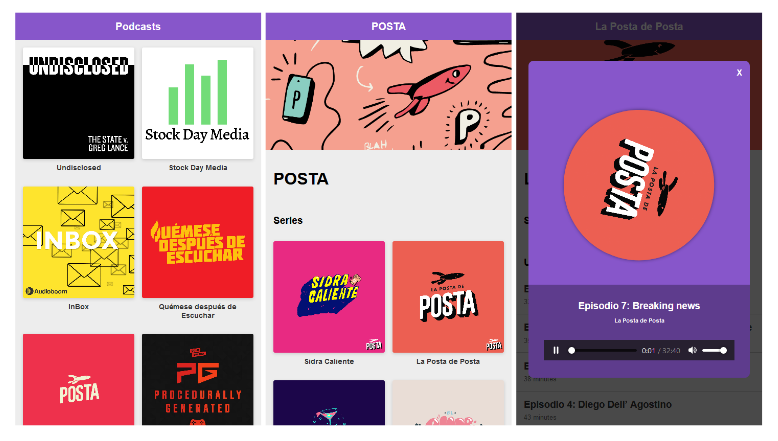 Podcasts
UNDISCLOSED
THE STATE v.
GREG LANCE
Undisclosed
Stock Day Media
Stock Day Media
INBOX
Audioboom
InBox
QUÉMESE
DESPUÉS DE
ESCUCHAR
Quémese después de
Escuchar
POSTA
PG
PROCEDURALLY
GENERATED
POSTA
P
P
BLAH
POSTA
Series
SIDRA
CALIENTE
POSTA
Sidra Caliente
LA POSTA DE
POSTA
POSTA
La Posta de Posta
La Posta de Posta
X
LA POSTA DE
POSTA
Episodio 7: Breaking news
La Posta de Posta
0:01 / 32:40
38 minutes
Episodio 4: Diego Dell' Agostino
43 minutes